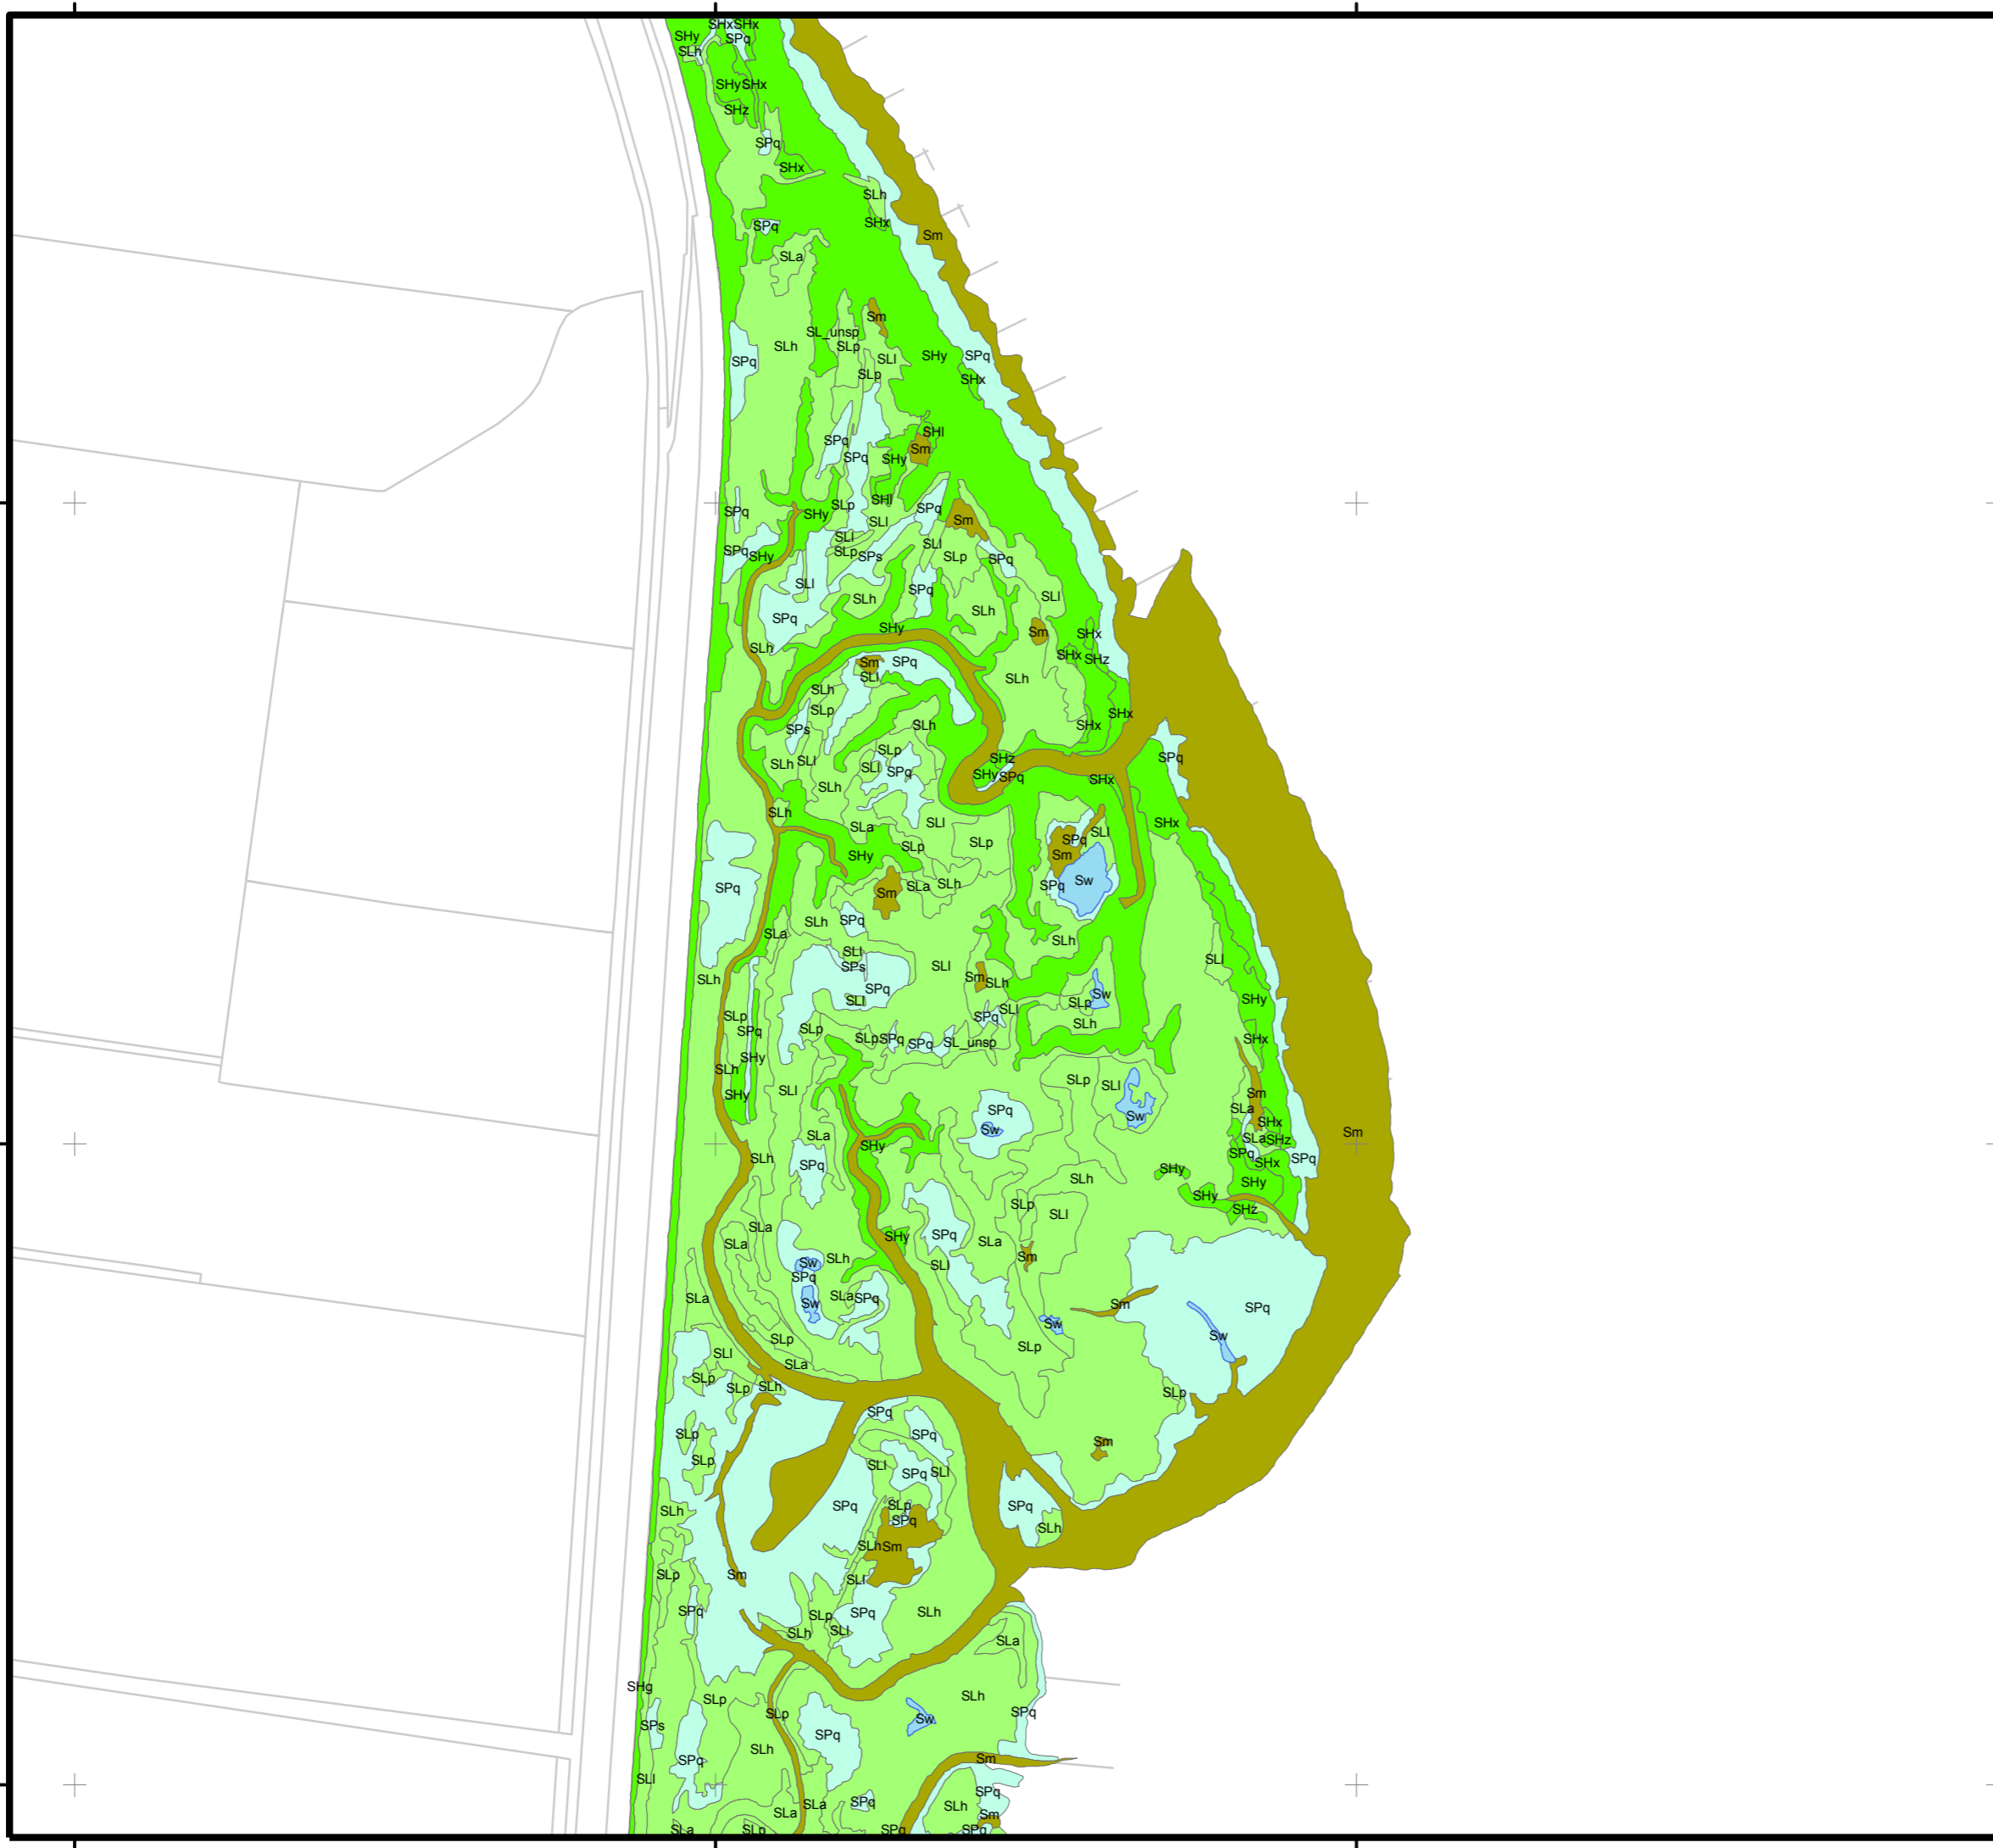 SHx SHx
SHy SPq
SLh
SHy SHx
SHz
SPq
SHx
SLh
SHx
SPq
Sm
SLa
Sm
SL_unsp
SLh SLp
SHy SPq
SPq SLl
SLp SHx
SHl
SPq Sm
SPq SHy
SHl
SLp SPq
SPq SHy SLl Sm
SLl SLl
SPq SHy SLp SPs SLp SPq
SLl SPq
SLh SLl
SPq SLh
SHy Sm SHx
SLh SHx SHz
Sm SPq
SLl SLh
SLh
SLp SHx
SPs SLh SHx
SLp SHz SPq
SLh SLl SLl SPq SHy SPq SHx
SLh
SLh
SLa SLl SHx
SLp SLp SPq SLl
SHy Sm
SPq Sm SLa SLh SPq Sw
SLh SPq
SLa SLh
SLl SLl
SPs SLl
SLh Sm SLh
SPq Sw
SLl SLp SHy
SLp SPq SLl
SPq SLp SLh
SLp SPq SPq SL_unsp SHx
SHy
SLh SLp SLl
SHy SLl Sm
SPq SLa
Sw SHx
SLa Sw Sm
SHy SLa SHz
SLh SPq SPq SHx SPq
SHy
SLh SHy
SLp SHy
SLa SLl SHz
SLa SHy SPq SLa
SLh Sm
Sw SLl
SPq
SLa Sw SLa SPq Sm SPq
Sw Sw
SLp SLp
SLl
SLa
SLp SLp SLh SLp
SPq
SLp SPq Sm
SLp SLl SPq SLl
SLh SPq SLp SPq
SPq SLh
SLh Sm
SLp Sm SLl
SPq SLp SPq SLh
SLh SLl SLa
SHg
SLp SLh
SLp Sw SPq
SPs SPq
SLh
SPq Sm
SLl
SPq
SLa SLa SPq SLh
Sm
SLa SLp SPq SPq